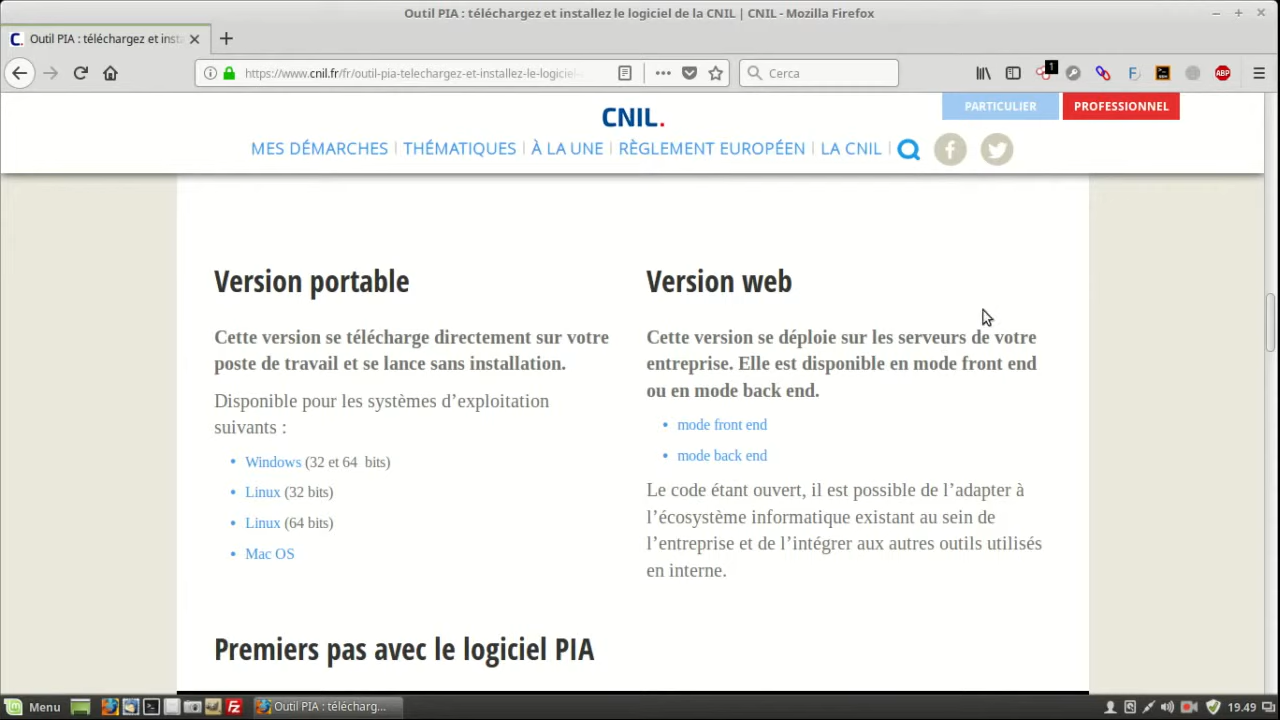 Outil PIA : téléchargez et installez le logiciel de la CNIL | CNIL - Mozilla Firefox
Outil PIA : téléchargez et insta
https://www.cnil.fr/fr/outil-pia-telechargez-et-installez-le-logiciel-
Cerca
1
ABP
CNIL.
PARTICULIER
PROFESSIONNEL
MES DÉMARCHES
THÉMATIQUES
À LA UNE
RÈGLEMENT EUROPÉEN
LA CNIL
Version portable
Cette version se télécharge directement sur votre
poste de travail et se lance sans installation.
Disponible pour les systèmes d’exploitation
suivants :
• Windows (32 et 64 bits)
• Linux (32 bits)
• Linux (64 bits)
• Mac OS
Version web
Cette version se déploie sur les serveurs de votre
entreprise. Elle est disponible en mode front end
ou en mode back end.
• mode front end
• mode back end
Le code étant ouvert, il est possible de l’adapter à
l’écosystème informatique existant au sein de
l’entreprise et de l’intégrer aux autres outils utilisés
en interne.
Premiers pas avec le logiciel PIA
Menu
Outil PIA : télécharg...
19.49